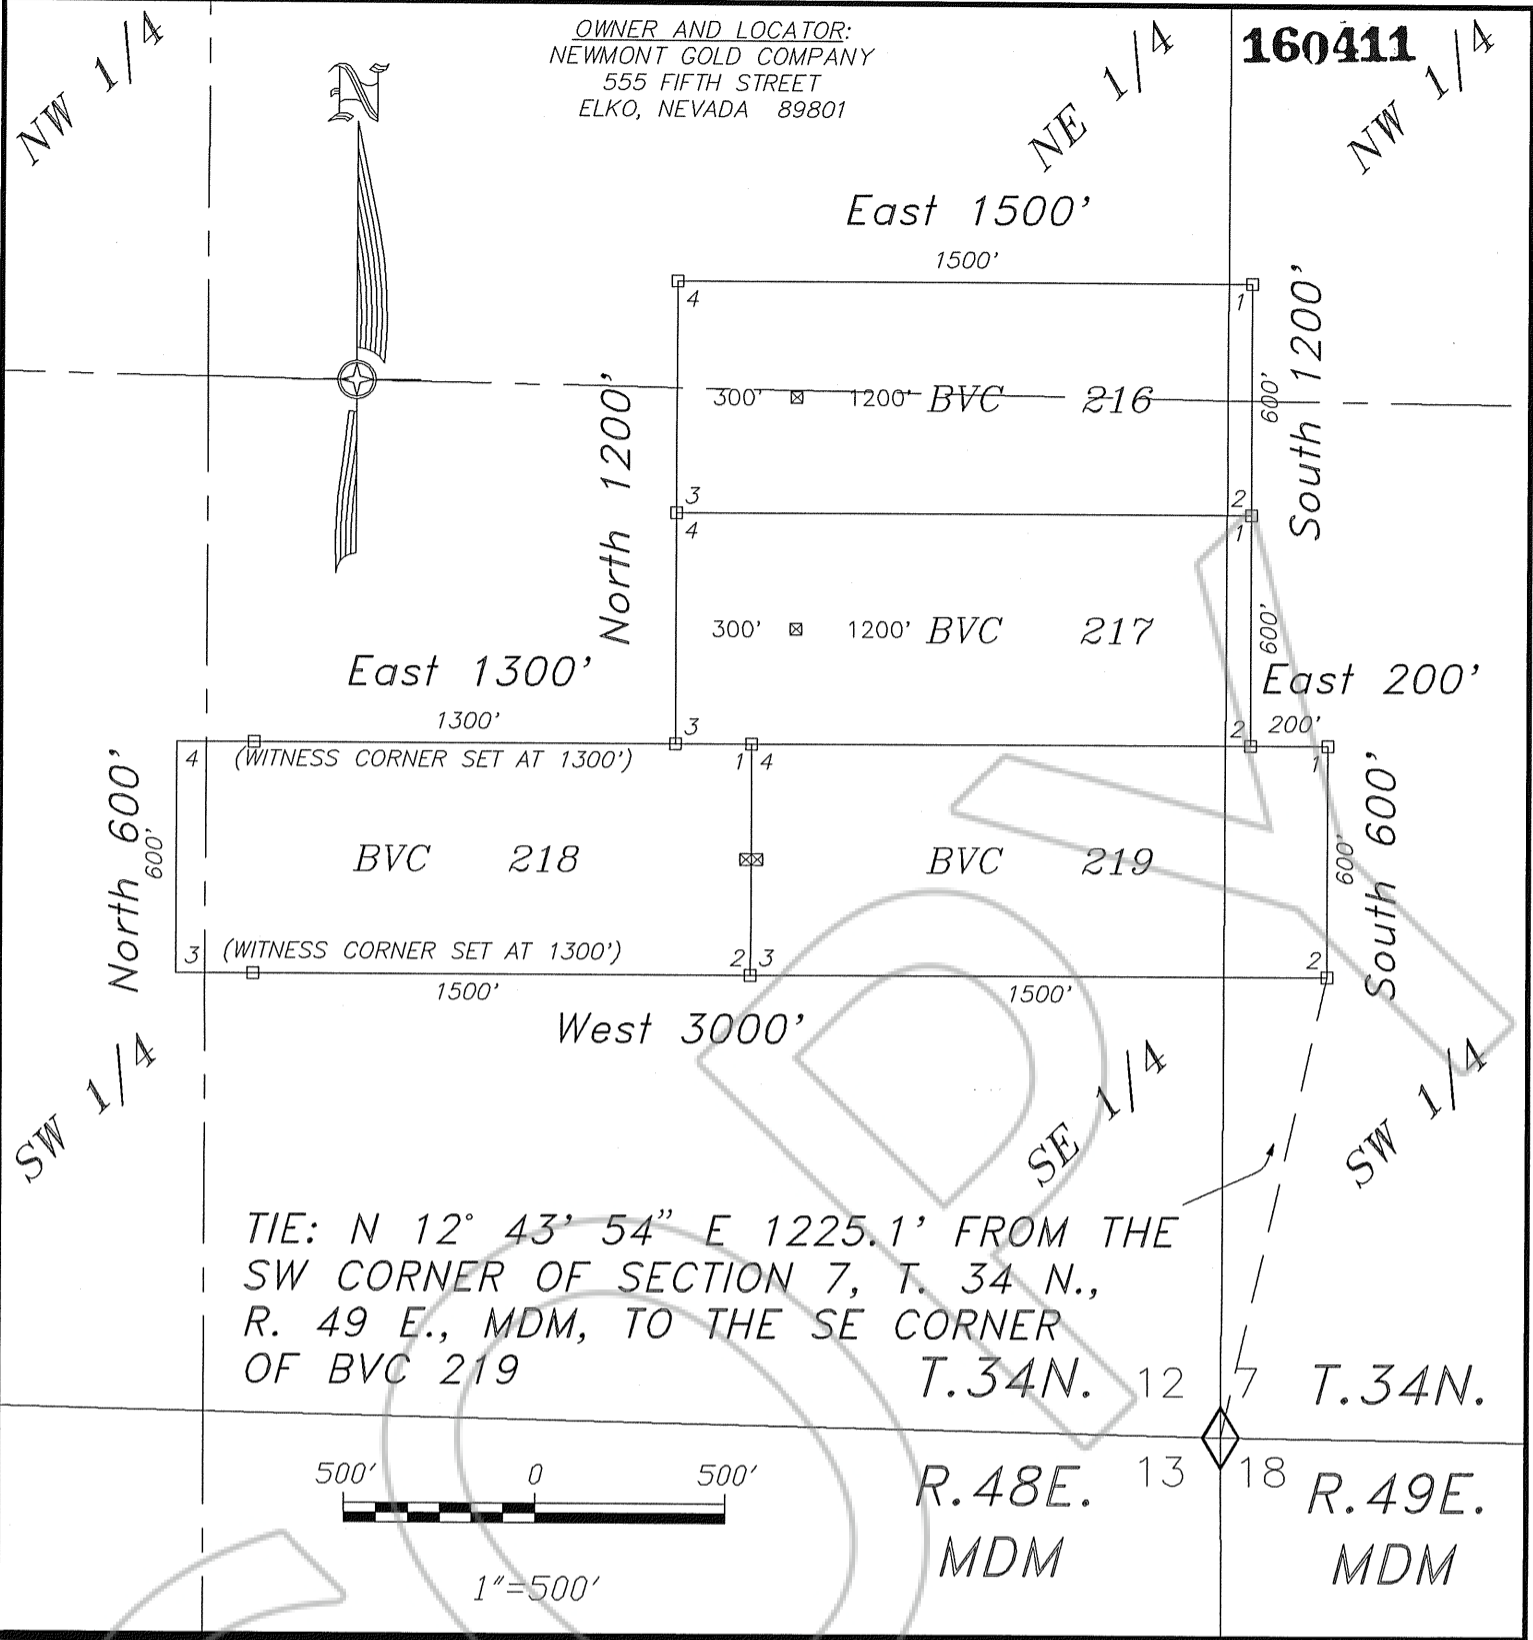 OWNER AND LOCATOR:
NEWMONT GOLD COMPANY
555 FIFTH STREET
ELKO, NEVADA 89801
160411
NW 1/4
NE 1/4
NW 1/4
N
East 1500'
1500'
4
1
North 1200'
300'
1200'
BVC 216
600'
South 1200'
3
2
4
1
300'
1200'
BVC 217
600'
East 1300'
1300'
East 200'
200'
3
2
4
(WITNESS CORNER SET AT 1300')
1
4
1
North 600'
600'
BVC 218
BVC 219
600'
South 600'
3
(WITNESS CORNER SET AT 1300')
2
3
2
1500'
1500'
West 3000'
SW 1/4
SE 1/4
SW 1/4
TIE: N 12° 43' 54" E 1225.1' FROM THE
SW CORNER OF SECTION 7, T. 34 N.,
R. 49 E., MDM, TO THE SE CORNER
OF BVC 219
T.34N.
12
7
T.34N.
13
18
R.48E.
MDM
R.49E.
MDM
500'
0
500'
1"=500'
COPY